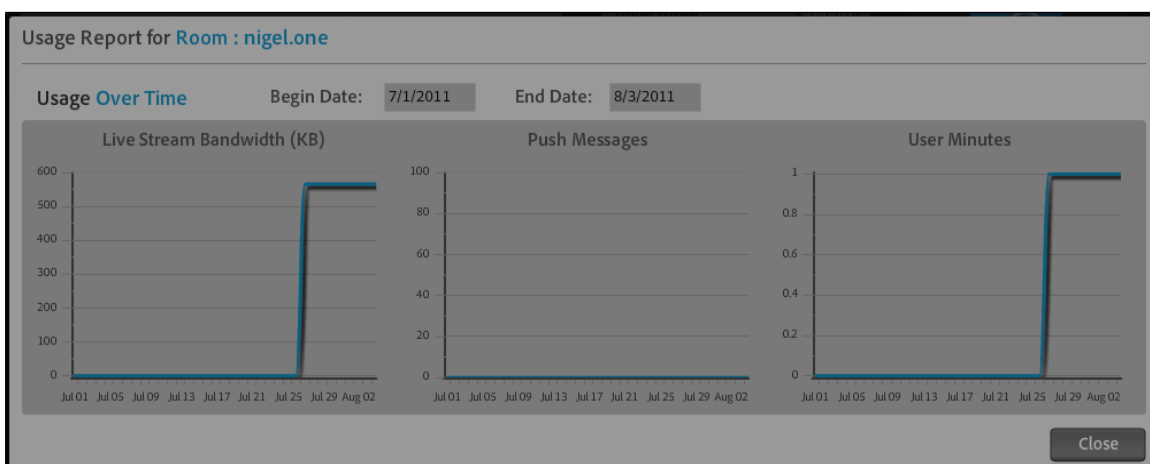 Usage Report for Room : nigel.one
Usage Over Time Begin Date: 7/1/2011 End Date: 8/3/2011
Live Stream Bandwidth (KB)
600
500
400
300
200
100
0
Jul 01 Jul 05 Jul 09 Jul 13 Jul 17 Jul 21 Jul 25 Jul 29 Aug 02
Push Messages
100
80
60
40
20
0
Jul 01 Jul 05 Jul 09 Jul 13 Jul 17 Jul 21 Jul 25 Jul 29 Aug 02
User Minutes
1
0.8
0.6
0.4
0.2
0
Jul 01 Jul 05 Jul 09 Jul 13 Jul 17 Jul 21 Jul 25 Jul 29 Aug 02
Close